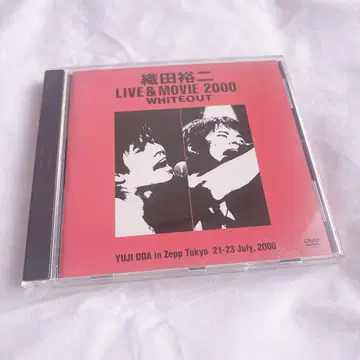 織田裕二
LIVE & MOVIE 2000
WHITEOUT
YUJI ODA in Zepp Tokyo 21-23 July, 2000
DVD